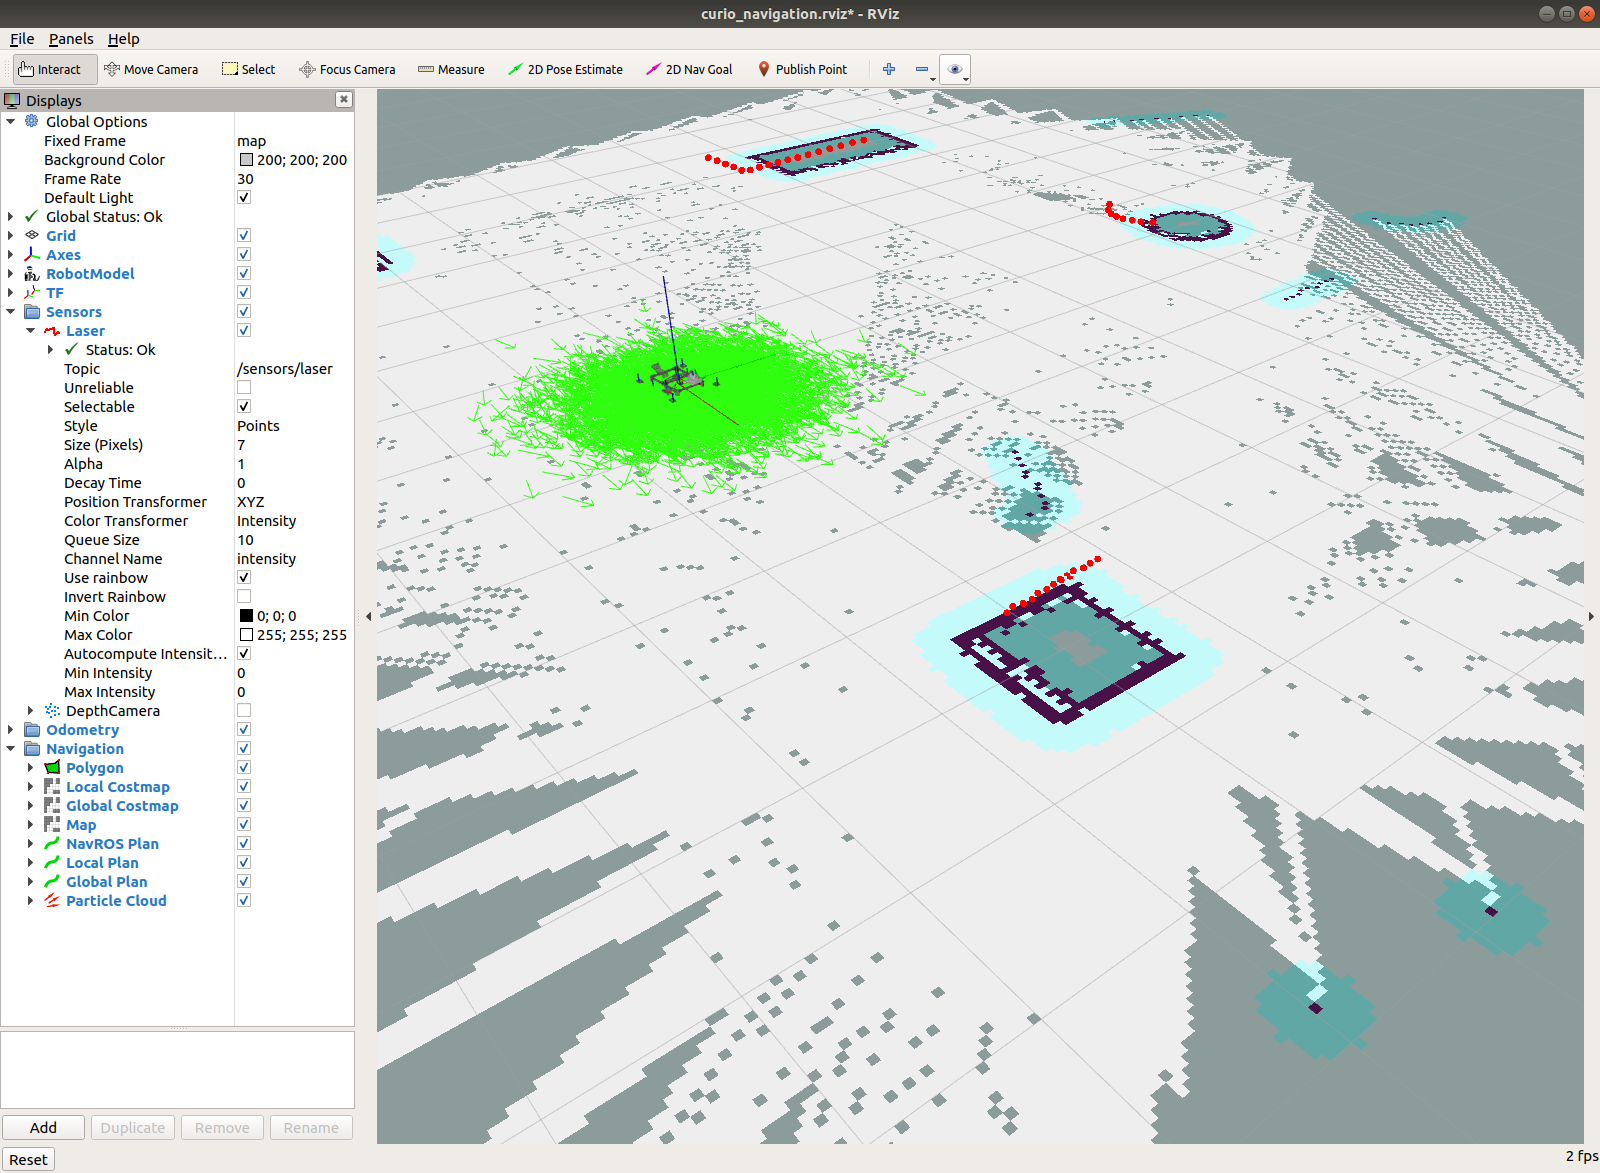 curio_navigation.rviz* - RViz
File Panels Help
Interact Move Camera Select Focus Camera Measure 2D Pose Estimate 2D Nav Goal Publish Point
Displays
Global Options
Fixed Frame map
Background Color 200; 200; 200
Frame Rate 30
Default Light
Global Status: Ok
Grid
Axes
RobotModel
TF
Sensors
Laser
Status: Ok
Topic /sensors/laser
Unreliable
Selectable
Style Points
Size (Pixels) 7
Alpha 1
Decay Time 0
Position Transformer XYZ
Color Transformer Intensity
Queue Size 10
Channel Name intensity
Use rainbow
Invert Rainbow
Min Color 0; 0; 0
Max Color 255; 255; 255
Autocompute Intensit...
Min Intensity 0
Max Intensity 0
DepthCamera
Odometry
Navigation
Polygon
Local Costmap
Global Costmap
Map
NavROS Plan
Local Plan
Global Plan
Particle Cloud
Add Duplicate Remove Rename
Reset
2 fps